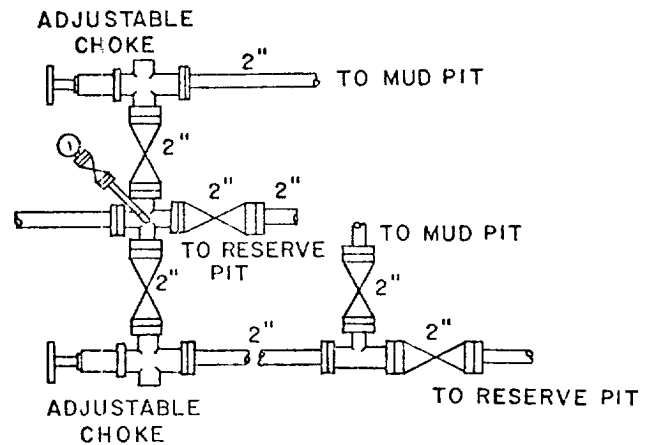 ADJUSTABLE
CHOKE
2"
TO MUD PIT
2"
2"
2"
TO RESERVE
PIT
TO MUD PIT
2"
2"
2"
2"
TO RESERVE PIT
ADJUSTABLE
CHOKE